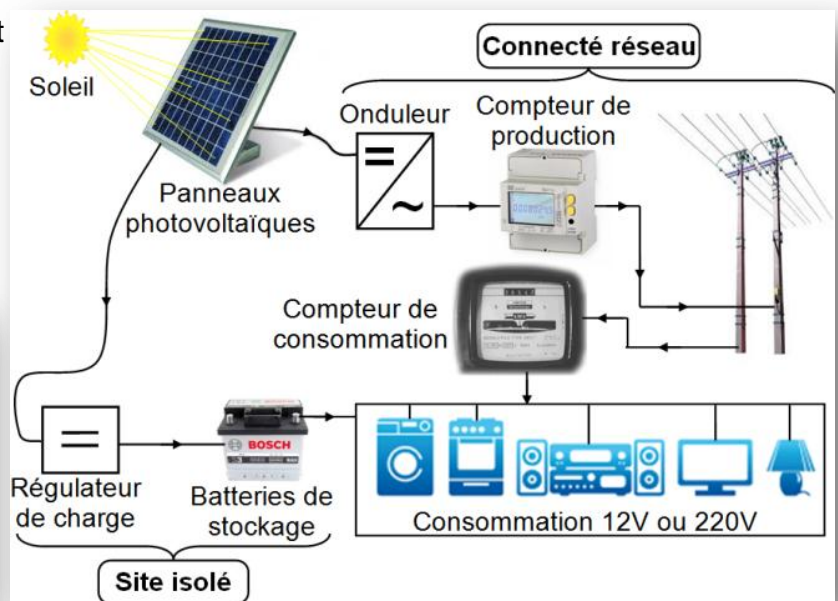 t
Connecté réseau
Soleil
Onduleur
Compteur de
production
Panneaux
photovoltaïques
Compteur de
consommation
BOSCH
BOSCH
Régulateur
de charge
Batteries de
stockage
Consommation 12V ou 220V
Site isolé